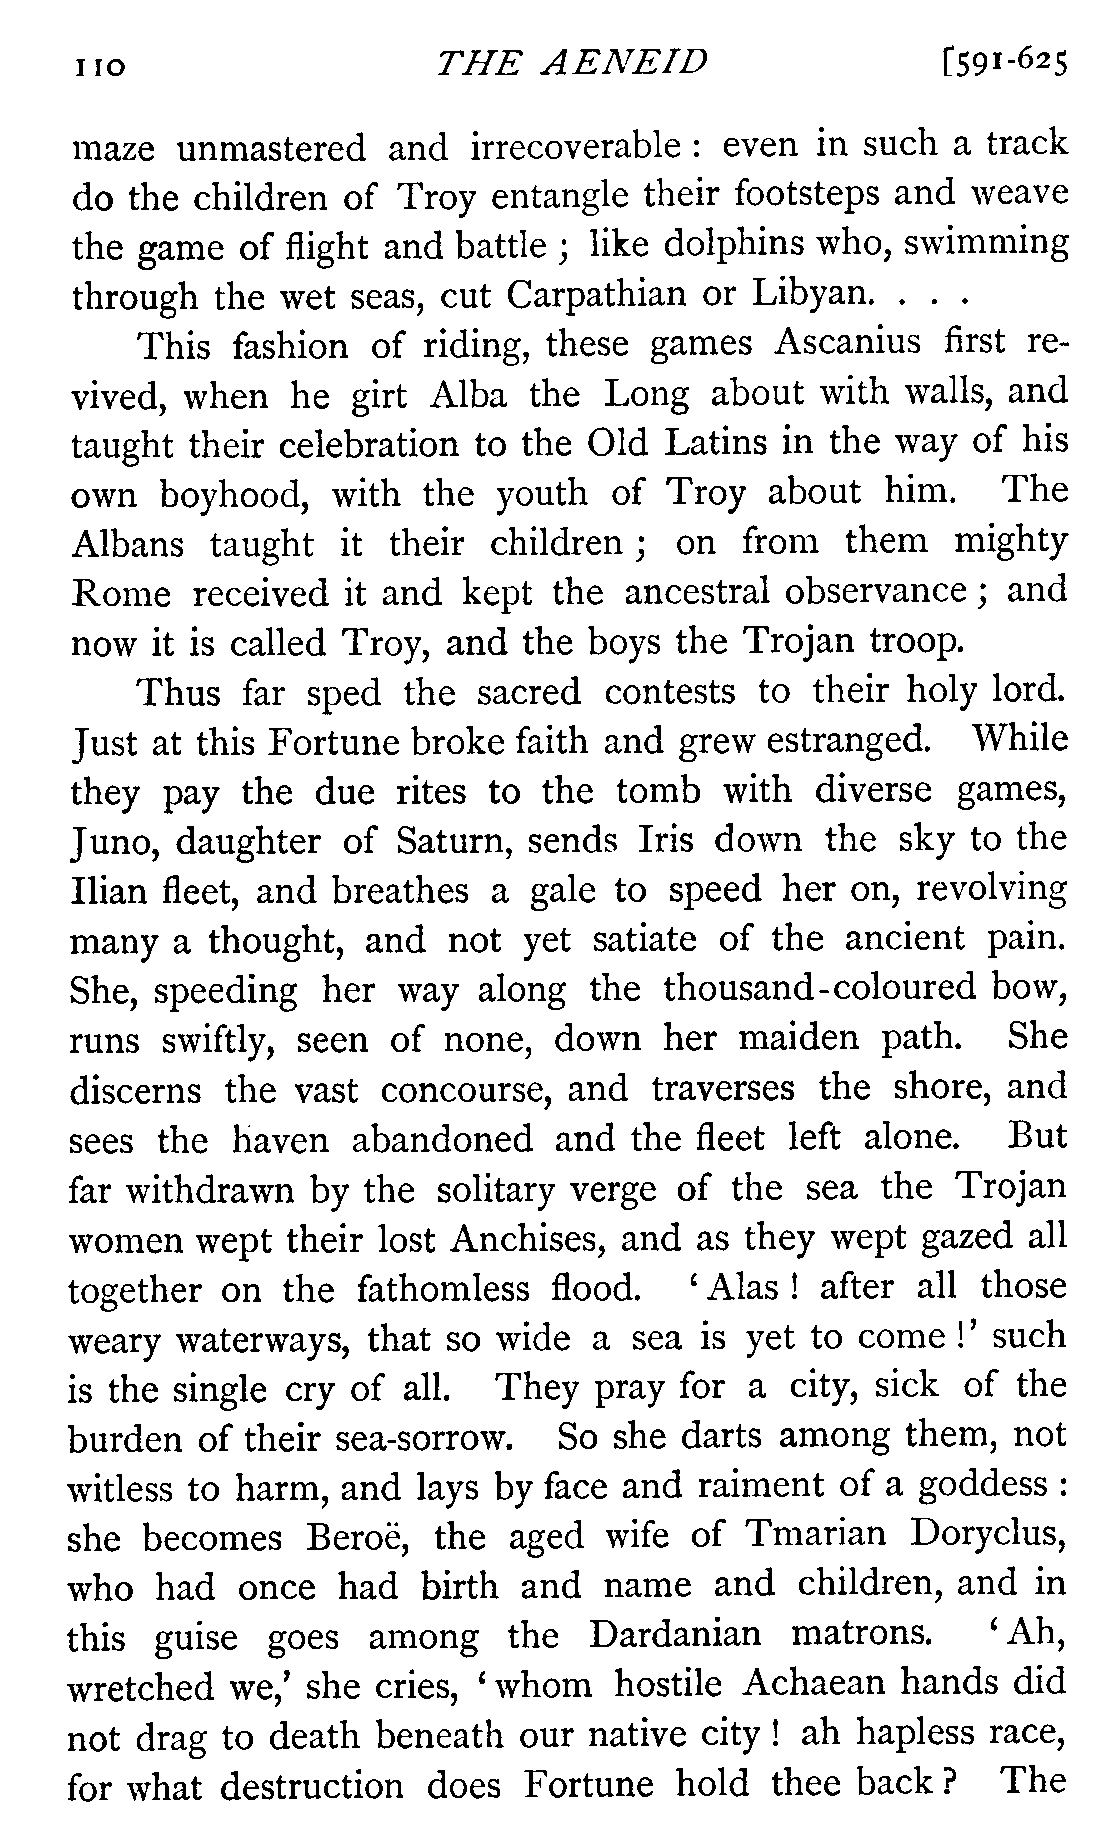 110 THE AENEID [591-625
maze unmastered and irrecoverable : even in such a track
do the children of Troy entangle their footsteps and weave
the game of flight and battle ; like dolphins who, swimming
through the wet seas, cut Carpathian or Libyan. . . .
This fashion of riding, these games Ascanius first re-
vived, when he girt Alba the Long about with walls, and
taught their celebration to the Old Latins in the way of his
own boyhood, with the youth of Troy about him. The
Albans taught it their children ; on from them mighty
Rome received it and kept the ancestral observance ; and
now it is called Troy, and the boys the Trojan troop.
Thus far sped the sacred contests to their holy lord.
Just at this Fortune broke faith and grew estranged. While
they pay the due rites to the tomb with diverse games,
Juno, daughter of Saturn, sends Iris down the sky to the
Ilian fleet, and breathes a gale to speed her on, revolving
many a thought, and not yet satiate of the ancient pain.
She, speeding her way along the thousand-coloured bow,
runs swiftly, seen of none, down her maiden path. She
discerns the vast concourse, and traverses the shore, and
sees the haven abandoned and the fleet left alone. But
far withdrawn by the solitary verge of the sea the Trojan
women wept their lost Anchises, and as they wept gazed all
together on the fathomless flood. ‘ Alas ! after all those
weary waterways, that so wide a sea is yet to come !’ such
is the single cry of all. They pray for a city, sick of the
burden of their sea-sorrow. So she darts among them, not
witless to harm, and lays by face and raiment of a goddess :
she becomes Beroë, the aged wife of Tmarian Doryclus,
who had once had birth and name and children, and in
this guise goes among the Dardanian matrons. ‘ Ah,
wretched we,’ she cries, ‘ whom hostile Achaean hands did
not drag to death beneath our native city ! ah hapless race,
for what destruction does Fortune hold thee back ? The